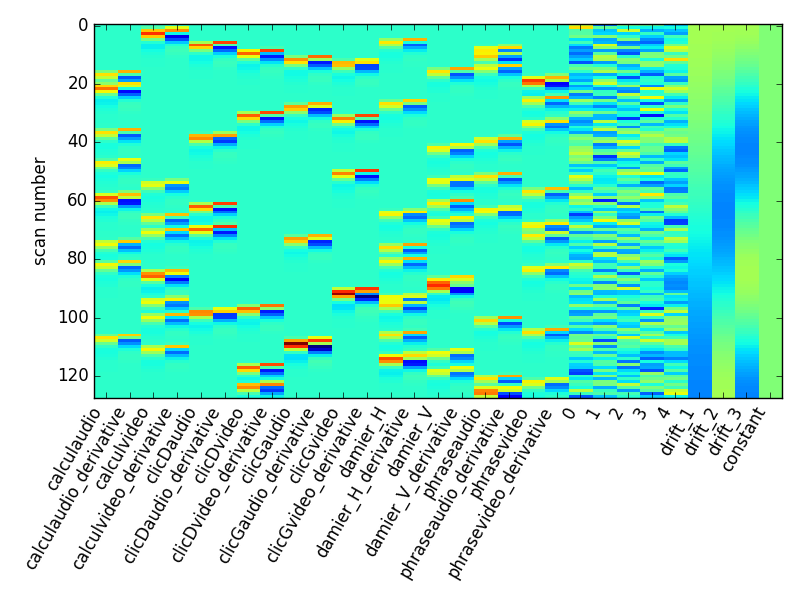 0
20
40
60
80
100
120
scan number
calculaudio
calculaudio_derivative
calculvideo
calculvideo_derivative
clicDaudio
clicDaudio_derivative
clicDvideo
clicDvideo_derivative
clicGaudio
clicGaudio_derivative
clicGvideo
clicGvideo_derivative
damier_H
damier_H_derivative
damier_V
damier_V_derivative
phraseaudio
phraseaudio_derivative
phrasevideo
phrasevideo_derivative
0
1
2
3
4
drift_1
drift_2
drift_3
constant